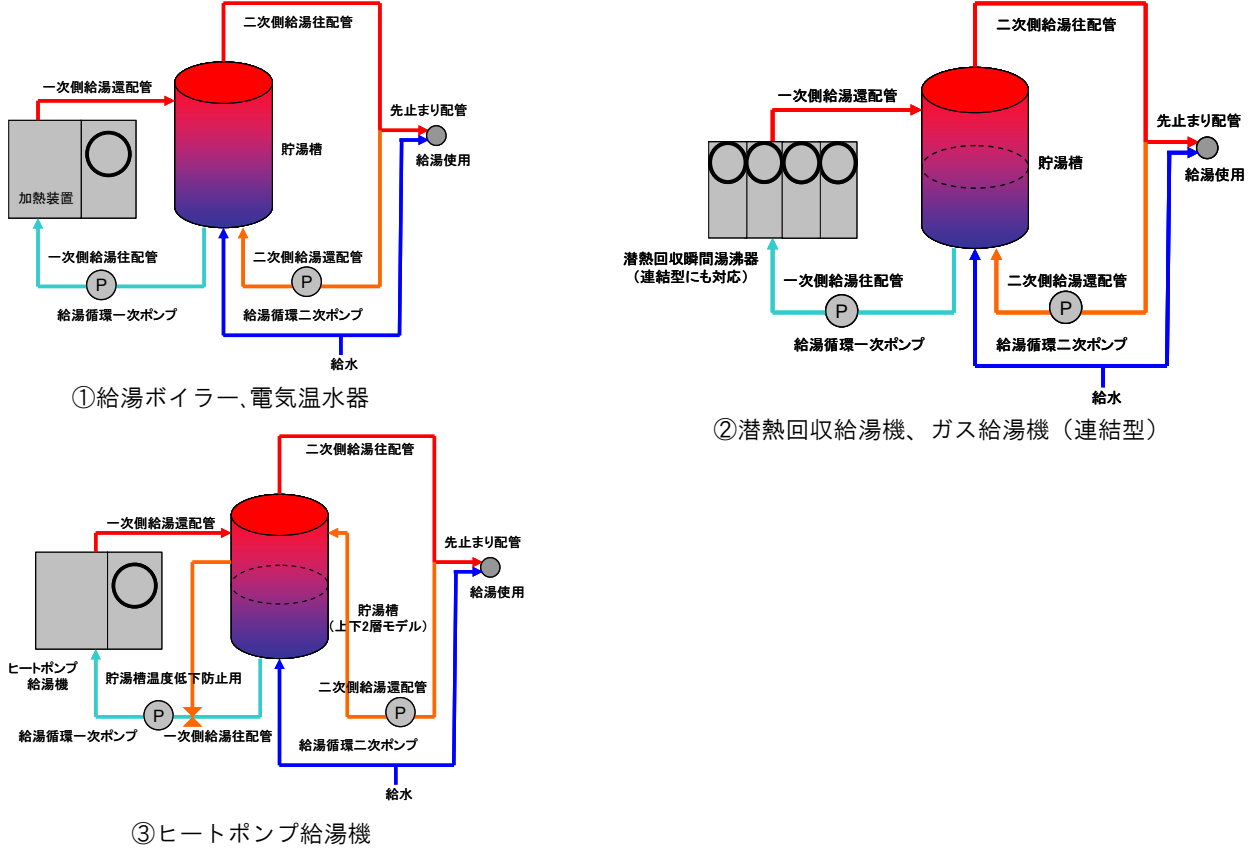 二次側給湯往配管
一次側給湯還配管
先止まり配管
貯湯槽
給湯使用
加熱装置
一次側給湯往配管
二次側給湯還配管
P
P
給湯循環一次ポンプ
給湯循環二次ポンプ
給水
①給湯ボイラー、電気温水器
二次側給湯往配管
一次側給湯還配管
先止まり配管
貯湯槽
給湯使用
潜熱回収瞬間湯沸器
（連結型にも対応）
一次側給湯往配管
二次側給湯還配管
P
P
給湯循環一次ポンプ
給湯循環二次ポンプ
給水
②潜熱回収給湯機、ガス給湯機（連結型）
二次側給湯往配管
一次側給湯還配管
先止まり配管
給湯使用
貯湯槽
（上下2層モデル）
ヒートポンプ
給湯機
貯湯槽温度低下防止用
二次側給湯還配管
P
P
給湯循環一次ポンプ
一次側給湯往配管
給湯循環二次ポンプ
給水
③ヒートポンプ給湯機